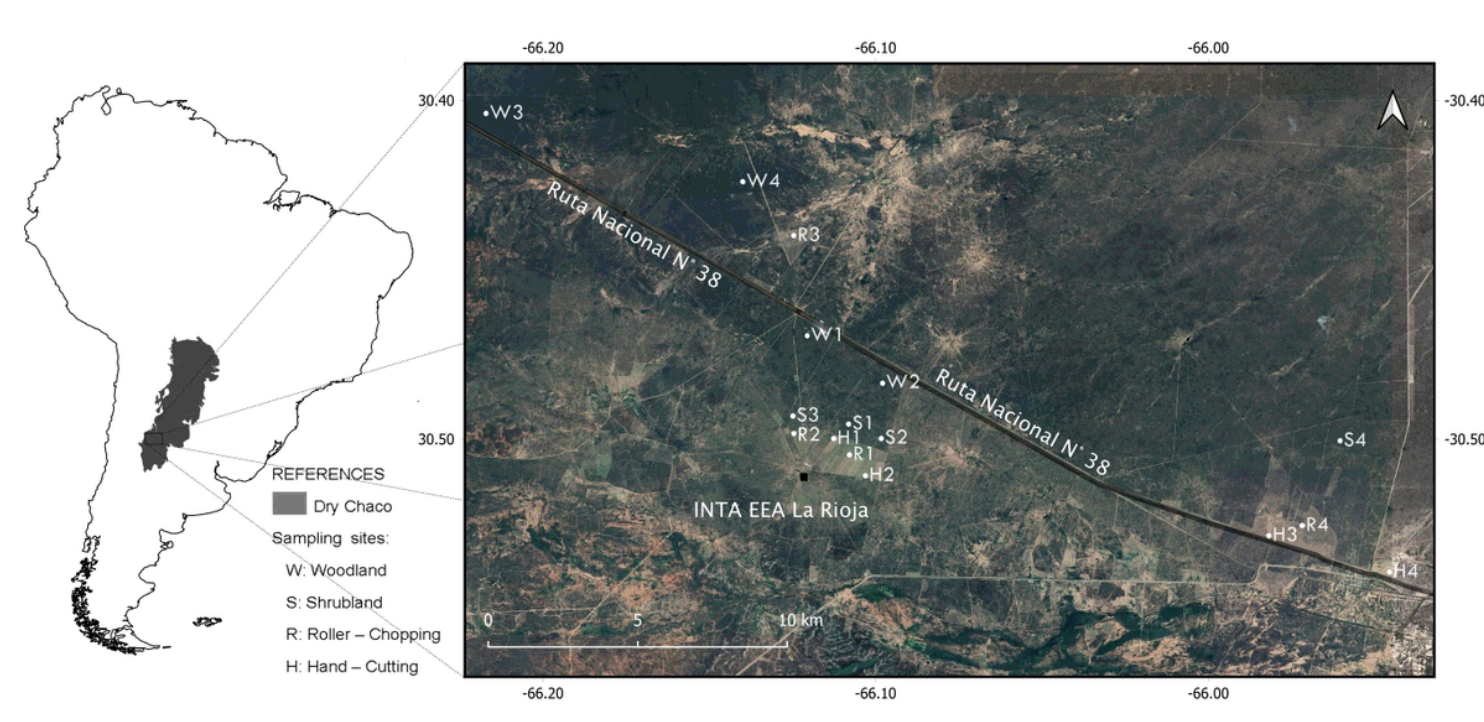 -66.20 -66.10 -66.00
30.40 -30.40
W3
W4
Ruta Nacional N° 38
R3
W1
W2
Ruta Nacional N° 38
S3
S1
R2
H1
S2
30.50 -30.50
S4
R1
H2
INTA EEA La Rioja
R4
H3
H4
0 5 10 km
-66.20 -66.10 -66.00
REFERENCES
Dry Chaco
Sampling sites:
W: Woodland
S: Shrubland
R: Roller – Chopping
H: Hand – Cutting